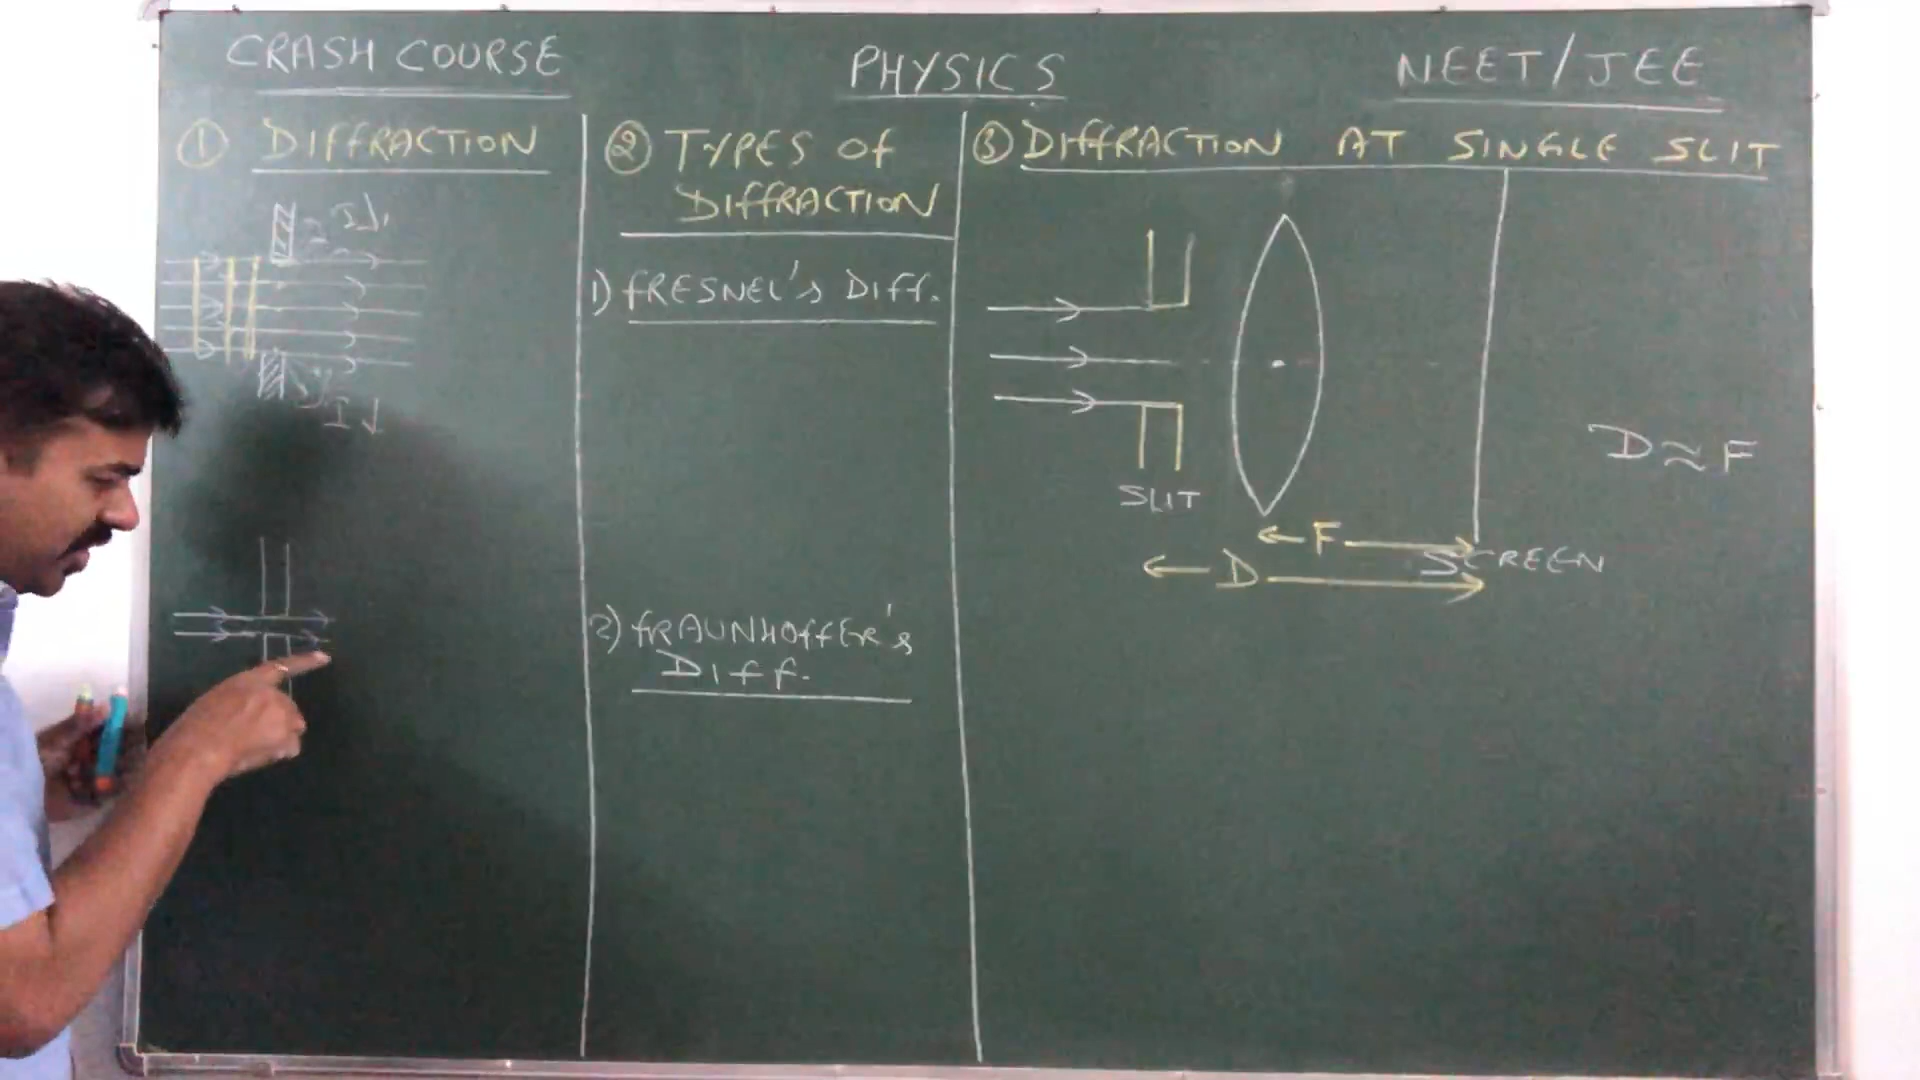 CRASH COURSE
PHYSICS
NEET/JEE
① DIFFRACTION
I↓
I↓
② TYPES OF
DIFFRACTION
1) FRESNEL'S DIFF.
2) FRAUNHOFFER'S
DIFF.
③ DIFFRACTION AT SINGLE SLIT
SLIT
F
D
SCREEN
D ≈ F